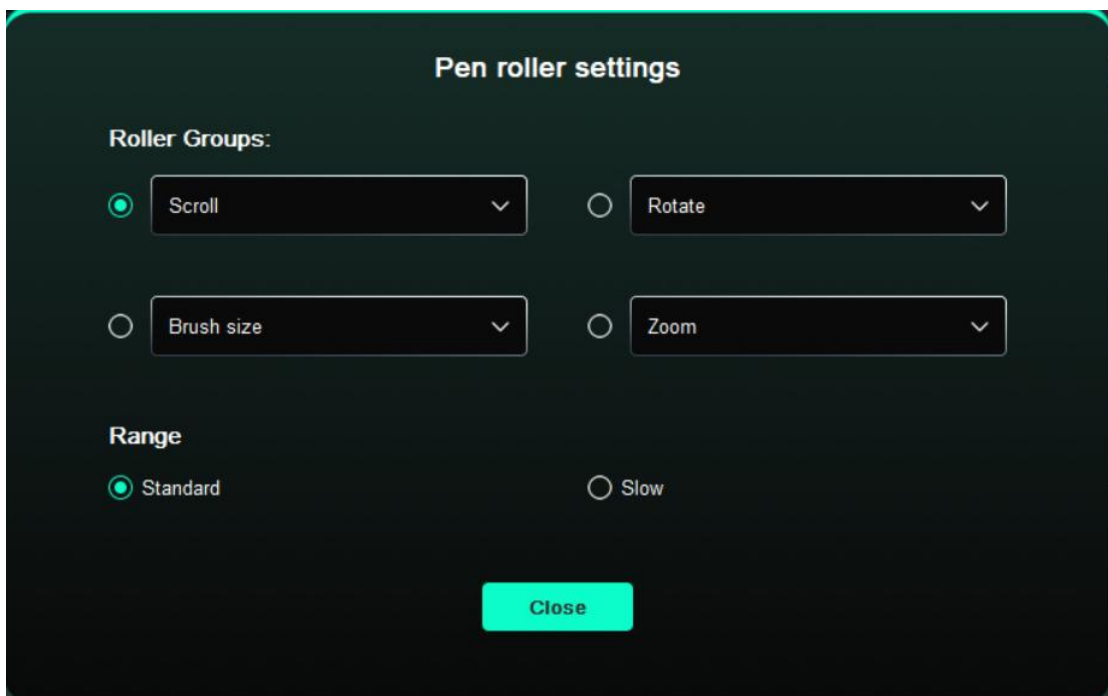 Pen roller settings
Roller Groups:
Scroll
Rotate
Brush size
Zoom
Range
Standard
Slow
Close